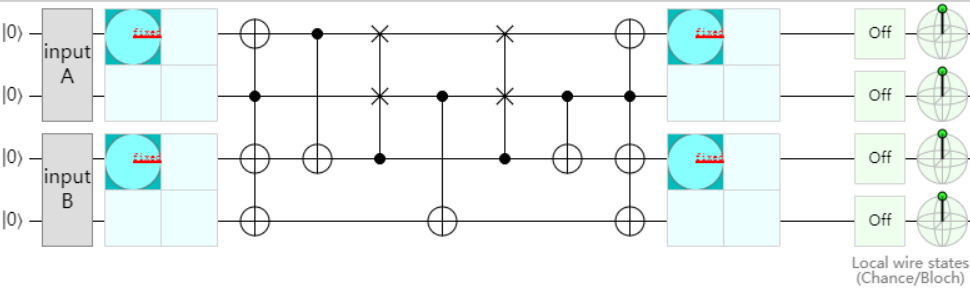 |0⟩
|0⟩
|0⟩
|0⟩
input
A
input
B
fixed
fixed
fixed
fixed
Off
Off
Off
Off
Local wire states
(Chance/Bloch)